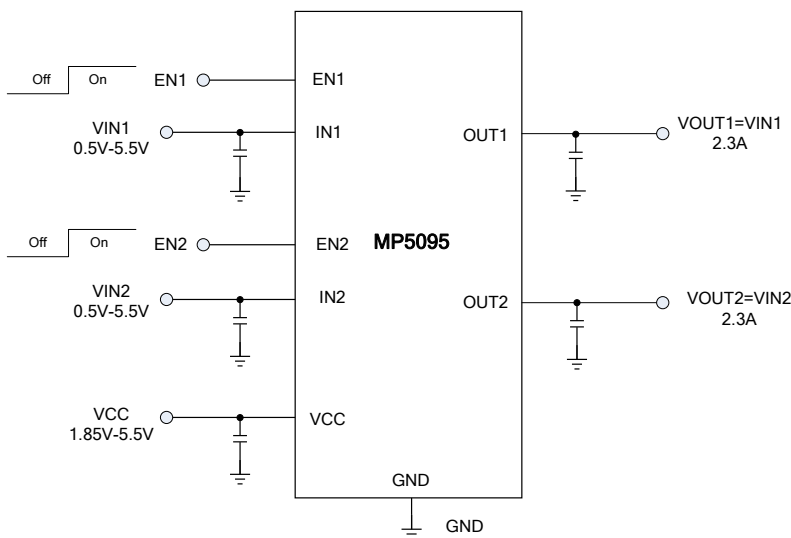 Off On EN1 EN1
VIN1
0.5V-5.5V
IN1
OUT1
VOUT1=VIN1
2.3A
Off On EN2 EN2
MP5095
VIN2
0.5V-5.5V
IN2
OUT2
VOUT2=VIN2
2.3A
VCC
1.85V-5.5V
VCC
GND
GND